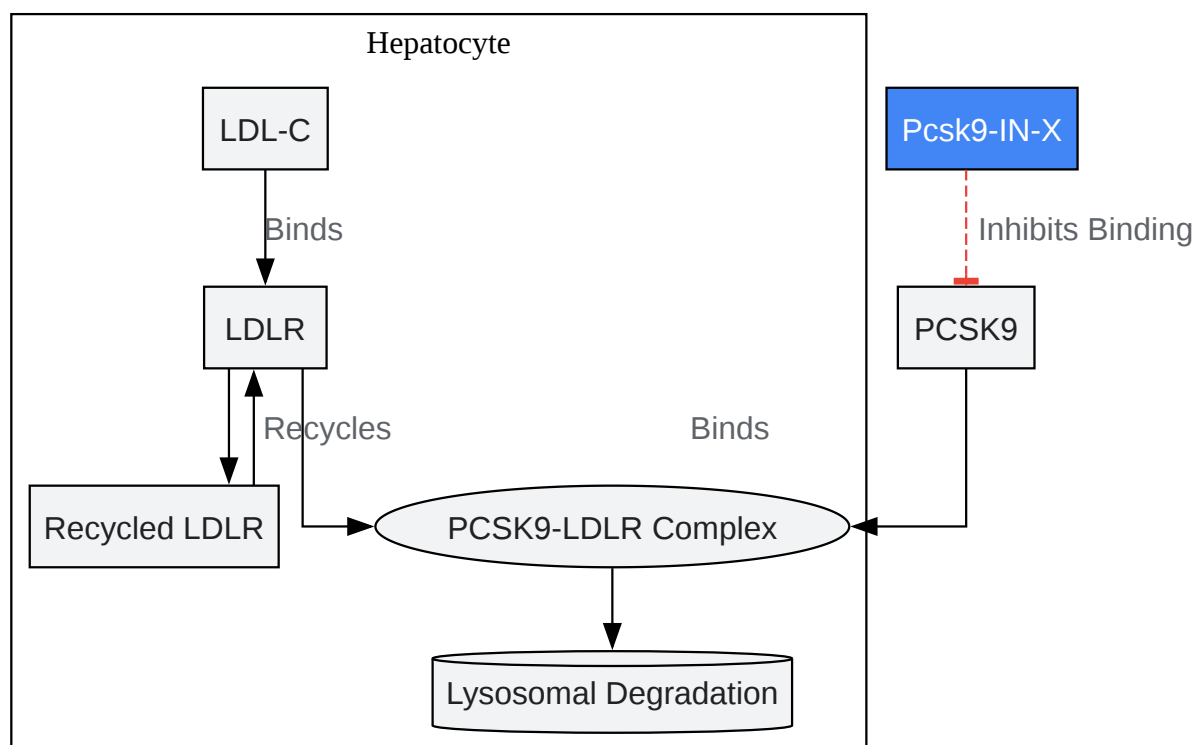 Hepatocyte
LDL-C
Pcsk9-IN-X
Binds
Inhibits Binding
LDLR
PCSK9
Recycles
Binds
Recycled LDLR
PCSK9-LDLR Complex
Lysosomal Degradation